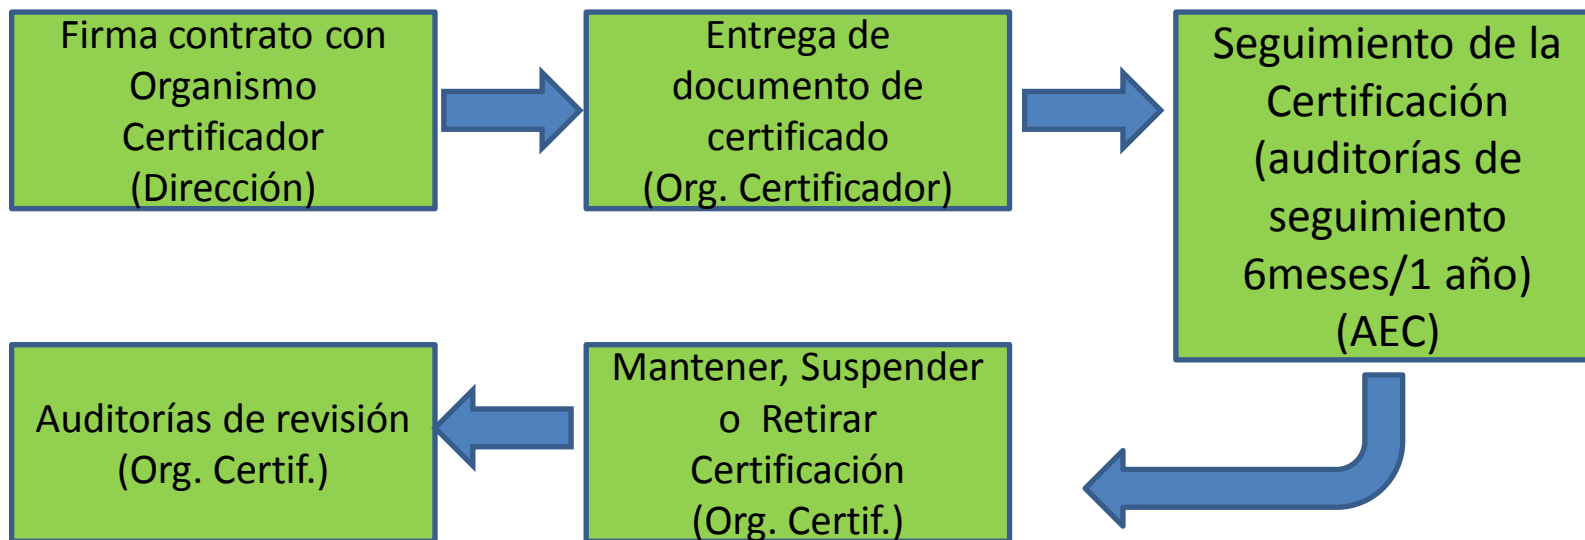 Firma contrato con
Organismo
Certificador
(Dirección)
Entrega de
documento de
certificado
(Org. Certificador)
Seguimiento de la
Certificación
(auditorías de
seguimiento
6meses/1 año)
(AEC)
Mantener, Suspender
o Retirar
Certificación
(Org. Certif.)
Auditorías de revisión
(Org. Certif.)